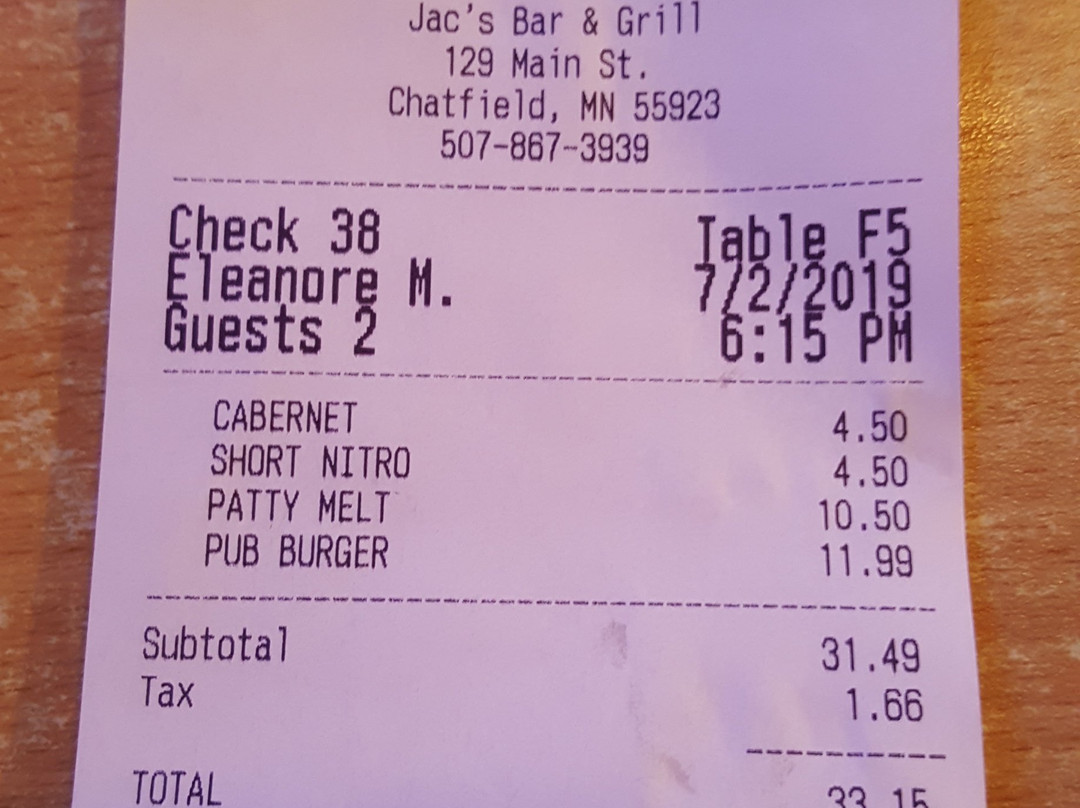 Jac's Bar & Grill
129 Main St.
Chatfield, MN 55923
507-867-3939
Check 38 Table F5
Eleanore M. 7/2/2019
Guests 2 6:15 PM
CABERNET 4.50
SHORT NITRO 4.50
PATTY MELT 10.50
PUB BURGER 11.99
Subtotal 31.49
Tax 1.66
TOTAL 33.15